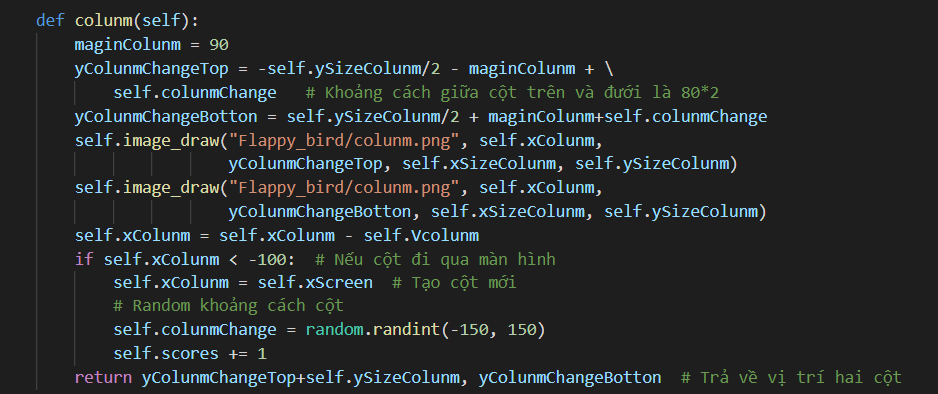 def colunm(self):
maginColunm = 90
yColunmChangeTop = -self.ySizeColunm/2 - maginColunm + \
self.colunmChange   # Khoảng cách giữa cột trên và dưới là 80*2
yColunmChangeBotton = self.ySizeColunm/2 + maginColunm+self.colunmChange
self.image_draw("Flappy_bird/colunm.png", self.xColunm,
yColunmChangeTop, self.xSizeColunm, self.ySizeColunm)
self.image_draw("Flappy_bird/colunm.png", self.xColunm,
yColunmChangeBotton, self.xSizeColunm, self.ySizeColunm)
self.xColunm = self.xColunm - self.Vcolunm
if self.xColunm < -100:  # Nếu cột đi qua màn hình
self.xColunm = self.xScreen  # Tạo cột mới
# Random khoảng cách cột
self.colunmChange = random.randint(-150, 150)
self.scores += 1
return yColunmChangeTop+self.ySizeColunm, yColunmChangeBotton  # Trả về vị trí hai cột